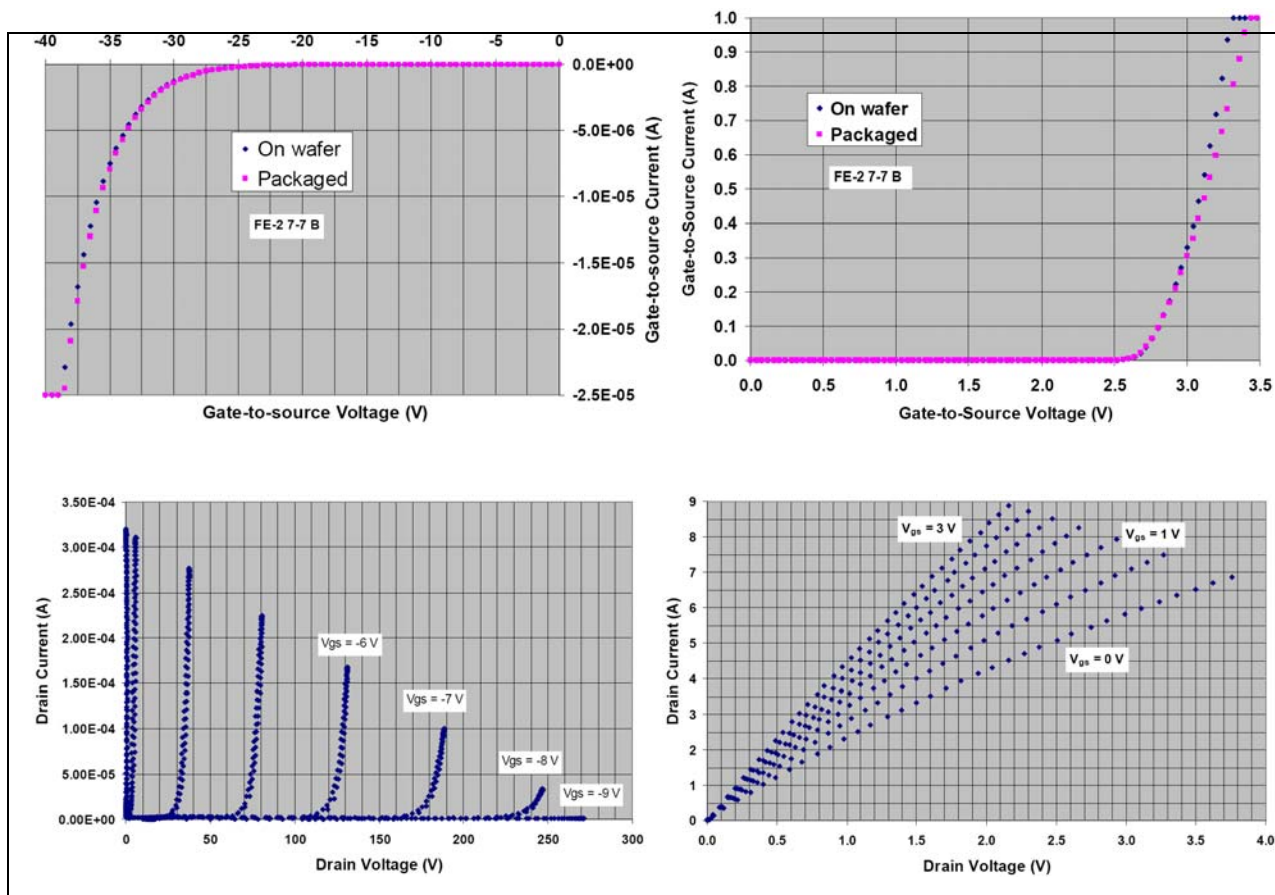 -40 -35 -30 -25 -20 -15 -10 -5 0
0.0E+00
-5.0E-06
-1.0E-05
-1.5E-05
-2.0E-05
-2.5E-05
Gate-to-source Current (A)
On wafer
Packaged
FE-2 7-7 B
Gate-to-source Voltage (V)
1.0
0.9
0.8
0.7
0.6
0.5
0.4
0.3
0.2
0.1
0.0
Gate-to-Source Current (A)
On wafer
Packaged
FE-2 7-7 B
0.0 0.5 1.0 1.5 2.0 2.5 3.0 3.5
Gate-to-Source Voltage (V)
3.50E-04
3.00E-04
2.50E-04
2.00E-04
1.50E-04
1.00E-04
5.00E-05
0.00E+00
Drain Current (A)
Vgs = -6 V
Vgs = -7 V
Vgs = -8 V
Vgs = -9 V
0 50 100 150 200 250 300
Drain Voltage (V)
9
8
7
6
5
4
3
2
1
0
Drain Current (A)
Vgs = 3 V
Vgs = 1 V
Vgs = 0 V
0.0 0.5 1.0 1.5 2.0 2.5 3.0 3.5 4.0
Drain Voltage (V)